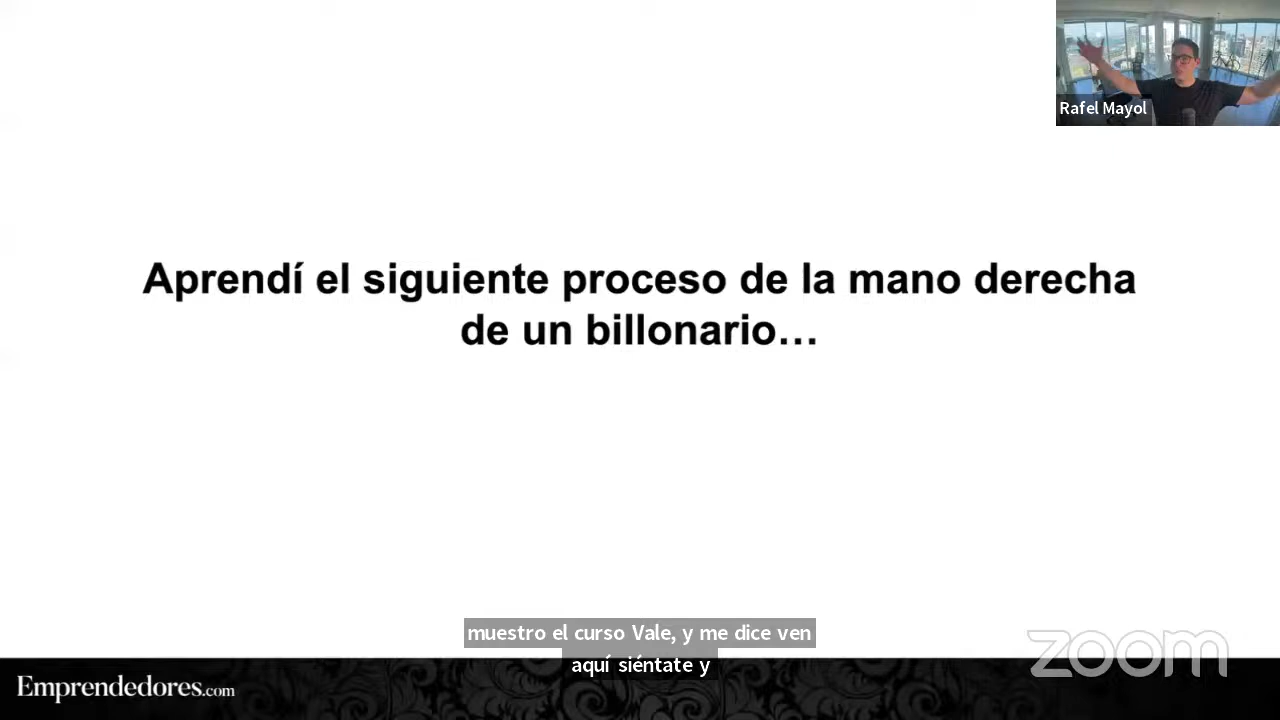 Rafel Mayol
Aprendí el siguiente proceso de la mano derecha
de un billonario…
muestro el curso Vale, y me dice ven
aquí siéntate y
zoom
Emprendedores.com